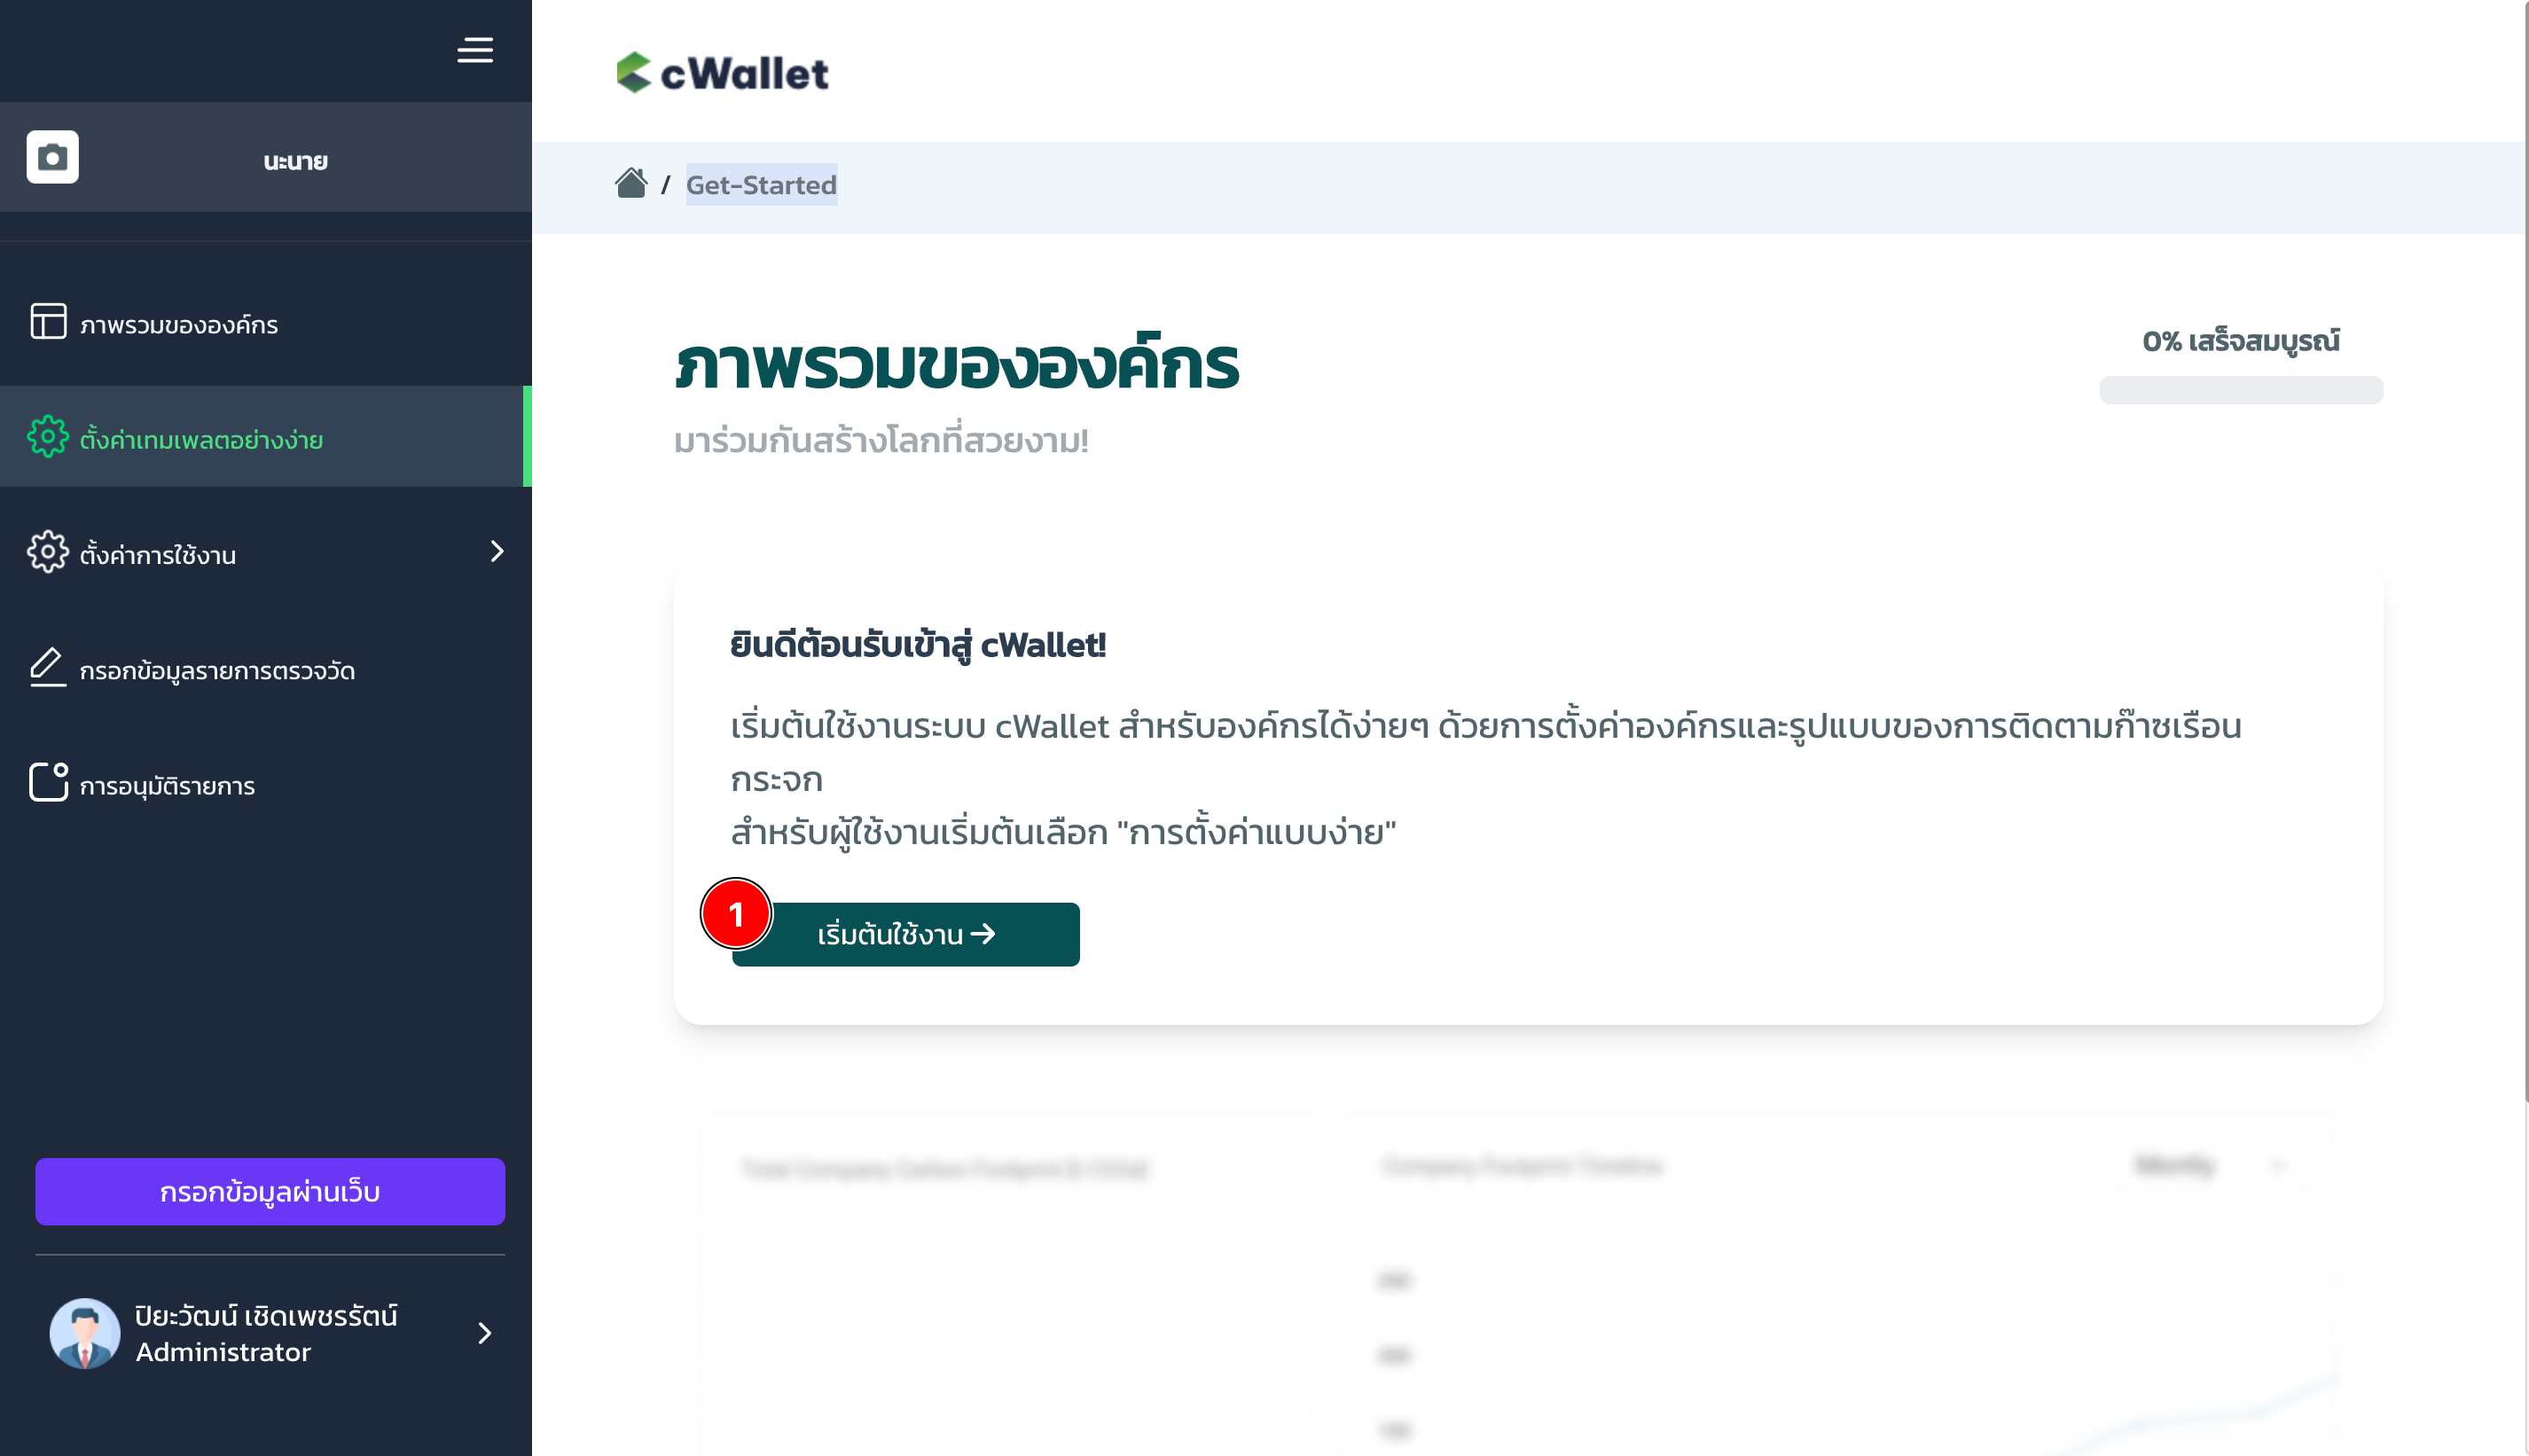 นะนาย
ภาพรวมขององค์กร
ตั้งค่าเทมเพลตอย่างง่าย
ตั้งค่าการใช้งาน
กรอกข้อมูลรายการตรวจวัด
การอนุมัติรายการ
กรอกข้อมูลผ่านเว็บ
ปิยะวัฒน์ เชิดเพชรรัตน์
Administrator
cWallet
/ Get-Started
ภาพรวมขององค์กร
มาร่วมกันสร้างโลกที่สวยงาม!
0% เสร็จสมบูรณ์
ยินดีต้อนรับเข้าสู่ cWallet!
เริ่มต้นใช้งานระบบ cWallet สำหรับองค์กรได้ง่ายๆ ด้วยการตั้งค่าองค์กรและรูปแบบของการติดตามก๊าซเรือน
กระจก
สำหรับผู้ใช้งานเริ่มต้นเลือก "การตั้งค่าแบบง่าย"
1
เริ่มต้นใช้งาน →
Total Company Carbon Footprint
Company Footprint Timeline